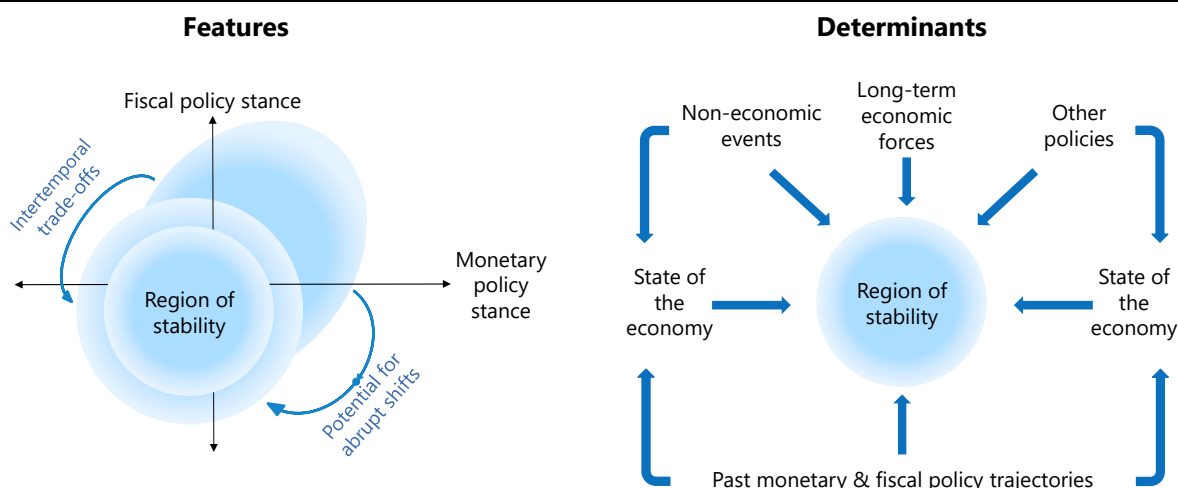 Features
Fiscal policy stance
Intertemporal
trade-offs
Monetary
policy
stance
Region of
stability
Potential for
abrupt shifts
Determinants
Non-economic
events
Long-term
economic
forces
Other
policies
State of
the
economy
Region of
stability
State of
the
economy
Past monetary & fiscal policy trajectories